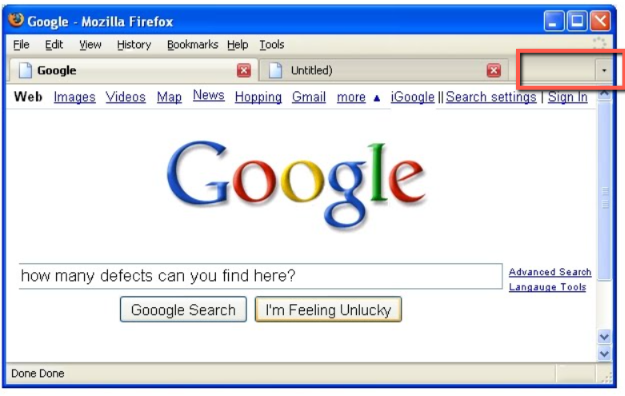 Google - Mozilla Firefox
File Edit View History Bookmarks Help Tools
Google Untitled)
Web Images Videos Map News Hopping Gmail more ▲ iGoogle || Search settings | Sign In
Google
how many defects can you find here?
Advanced Search
Langauge Tools
Gooogle Search I'm Feeling Unlucky
Done Done